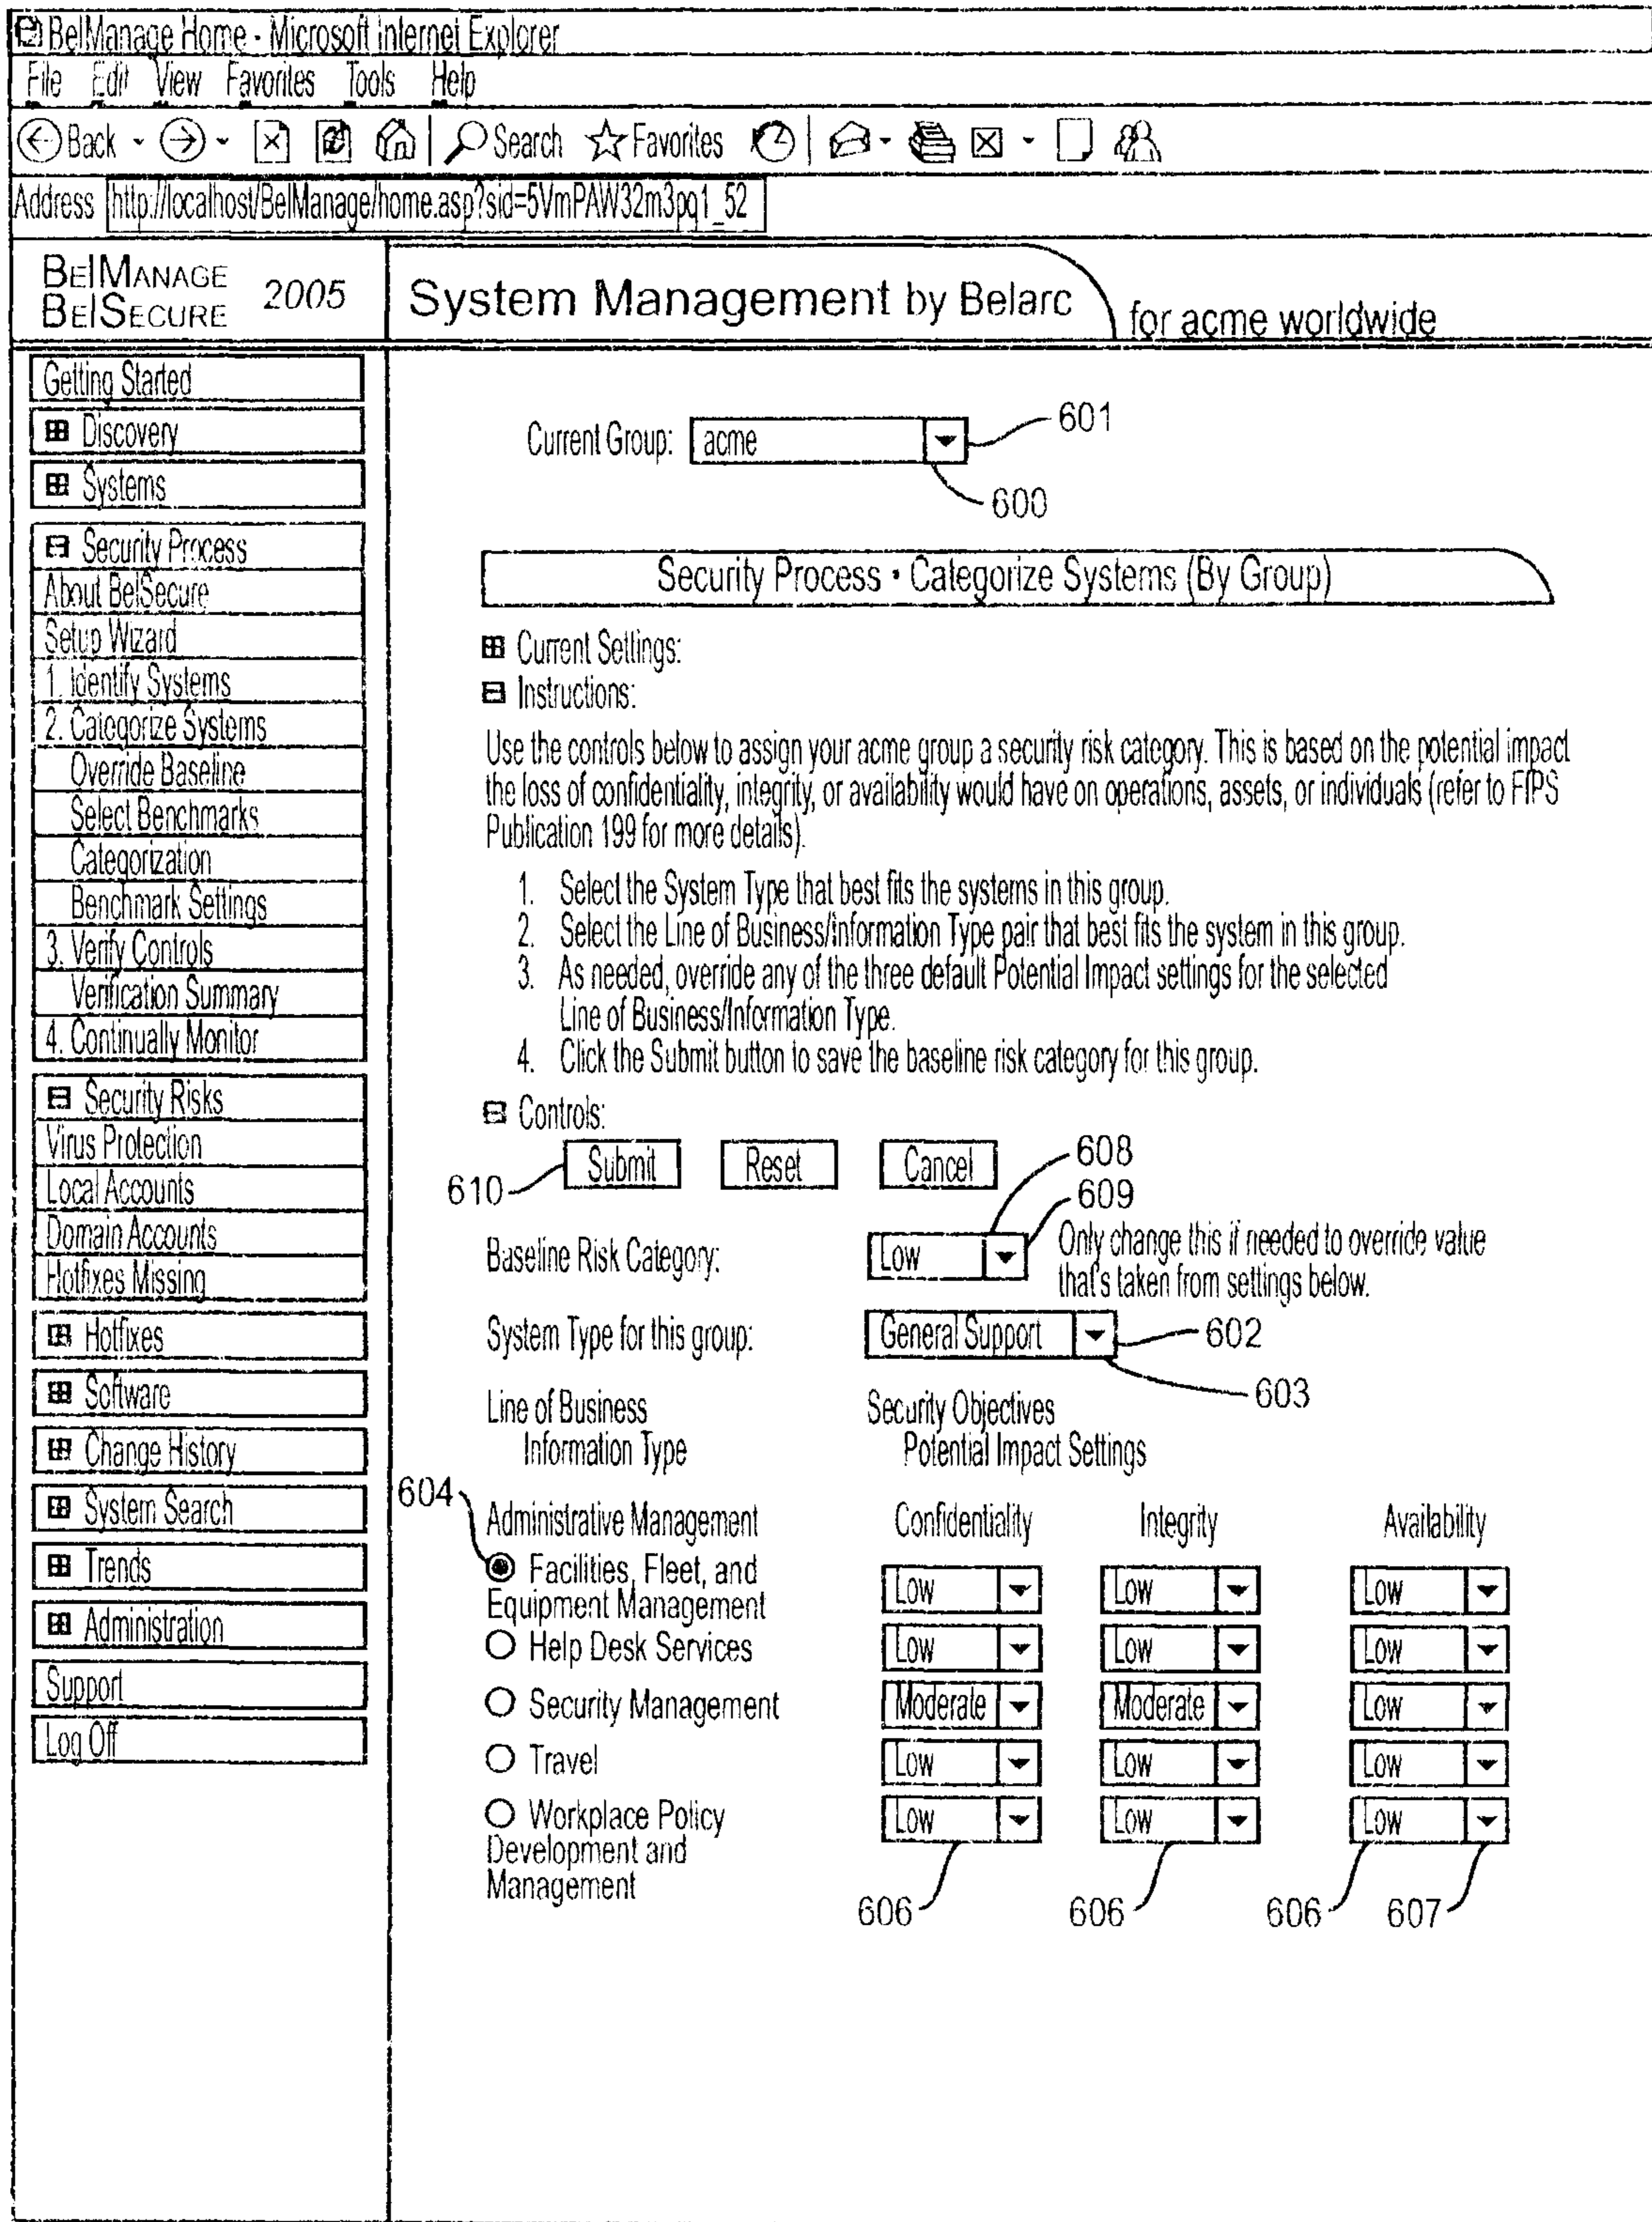 BelManage Home - Microsoft Internet Explorer
File Edit View Favorites Tools Help
Back Search Favorites
Address http://localhost/BelManage/home.asp?sid=5VmPAW32m3pq1_52
BELMANAGE
BELSECURE
2005
System Management by Belarc
for acme worldwide
Getting Started
Discovery
Systems
Security Process
About BelSecure
Setup Wizard
1. Identify Systems
2. Categorize Systems
Override Baseline
Select Benchmarks
Categorization
Benchmark Settings
3. Verify Controls
Verification Summary
4. Continually Monitor
Security Risks
Virus Protection
Local Accounts
Domain Accounts
Hotfixes Missing
Hotfixes
Software
Change History
System Search
Trends
Administration
Support
Log Off
Current Group: acme
601
600
Security Process • Categorize Systems (By Group)
Current Settings:
Instructions:
Use the controls below to assign your acme group a security risk category. This is based on the potential impact
the loss of confidentiality, integrity, or availability would have on operations, assets, or individuals (refer to FIPS
Publication 199 for more details).
1. Select the System Type that best fits the systems in this group.
2. Select the Line of Business/Information Type pair that best fits the system in this group.
3. As needed, override any of the three default Potential Impact settings for the selected
Line of Business/Information Type.
4. Click the Submit button to save the baseline risk category for this group.
Controls:
610 Submit Reset Cancel
608
609
Baseline Risk Category: Low
Only change this if needed to override value
that's taken from settings below.
System Type for this group: General Support
602
603
Line of Business
Information Type
Security Objectives
Potential Impact Settings
604
Administrative Management Confidentiality Integrity Availability
Facilities, Fleet, and
Equipment Management
Low Low Low
Help Desk Services Low Low Low
Security Management Moderate Moderate Low
Travel Low Low Low
Workplace Policy
Development and
Management
Low Low Low
606 606 606 607